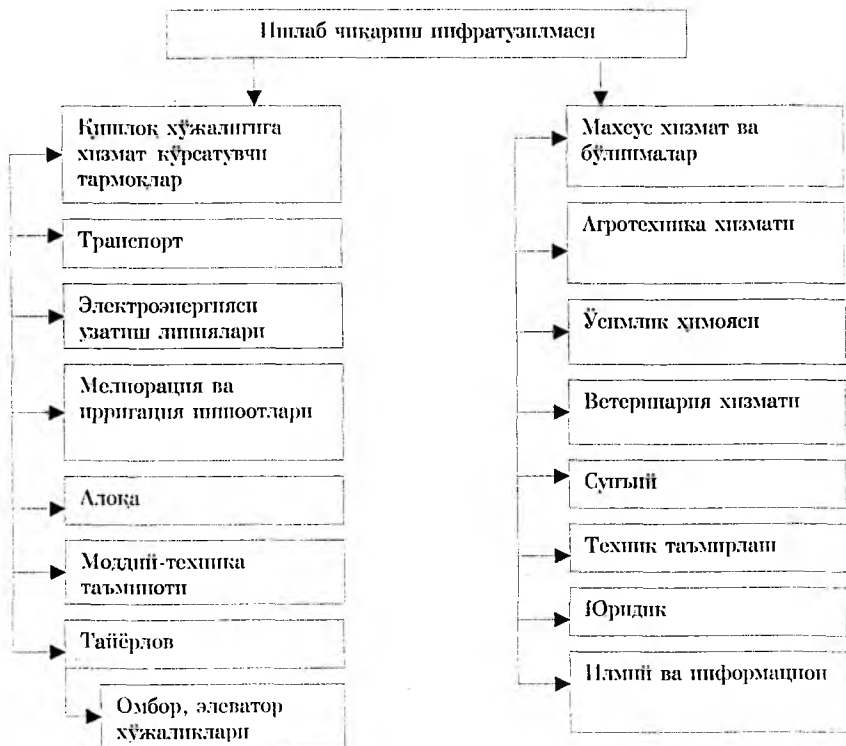 Ишлаб чикариш инфратузилмаси
Қишлоқ хўжалигига
хизмат кўрсатувчи
тармоқлар
Транспорт
Электроэнергияси
узатиш линиялари
Мелиорация ва
ирригация иншоотлари
Алоқа
Моддий-техника
таъминоти
Тайёрлов
Омбор, элеватор
хўжаликлари
Махсус хизмат ва
бўлинмалар
Агротехника хизмати
Ўсимлик ҳимояси
Ветеринария хизмати
Сунъий
Техник таъмирлаш
Юридик
Илмий ва информацион